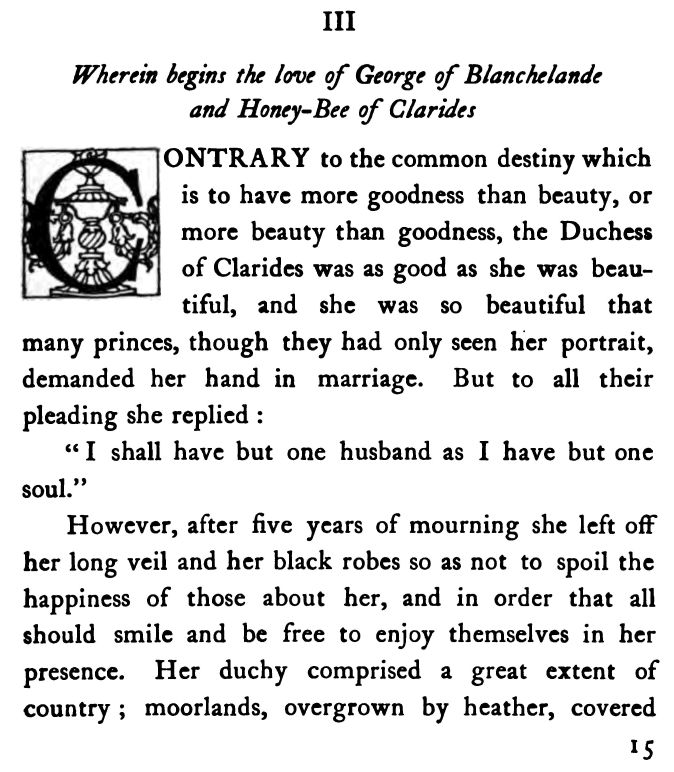 III
Wherein begins the love of George of Blanchelande
and Honey-Bee of Clarides
CONTRARY to the common destiny which
is to have more goodness than beauty, or
more beauty than goodness, the Duchess
of Clarides was as good as she was beau-
tiful, and she was so beautiful that
many princes, though they had only seen her portrait,
demanded her hand in marriage. But to all their
pleading she replied :
“I shall have but one husband as I have but one
soul.”
However, after five years of mourning she left off
her long veil and her black robes so as not to spoil the
happiness of those about her, and in order that all
should smile and be free to enjoy themselves in her
presence. Her duchy comprised a great extent of
country ; moorlands, overgrown by heather, covered
15